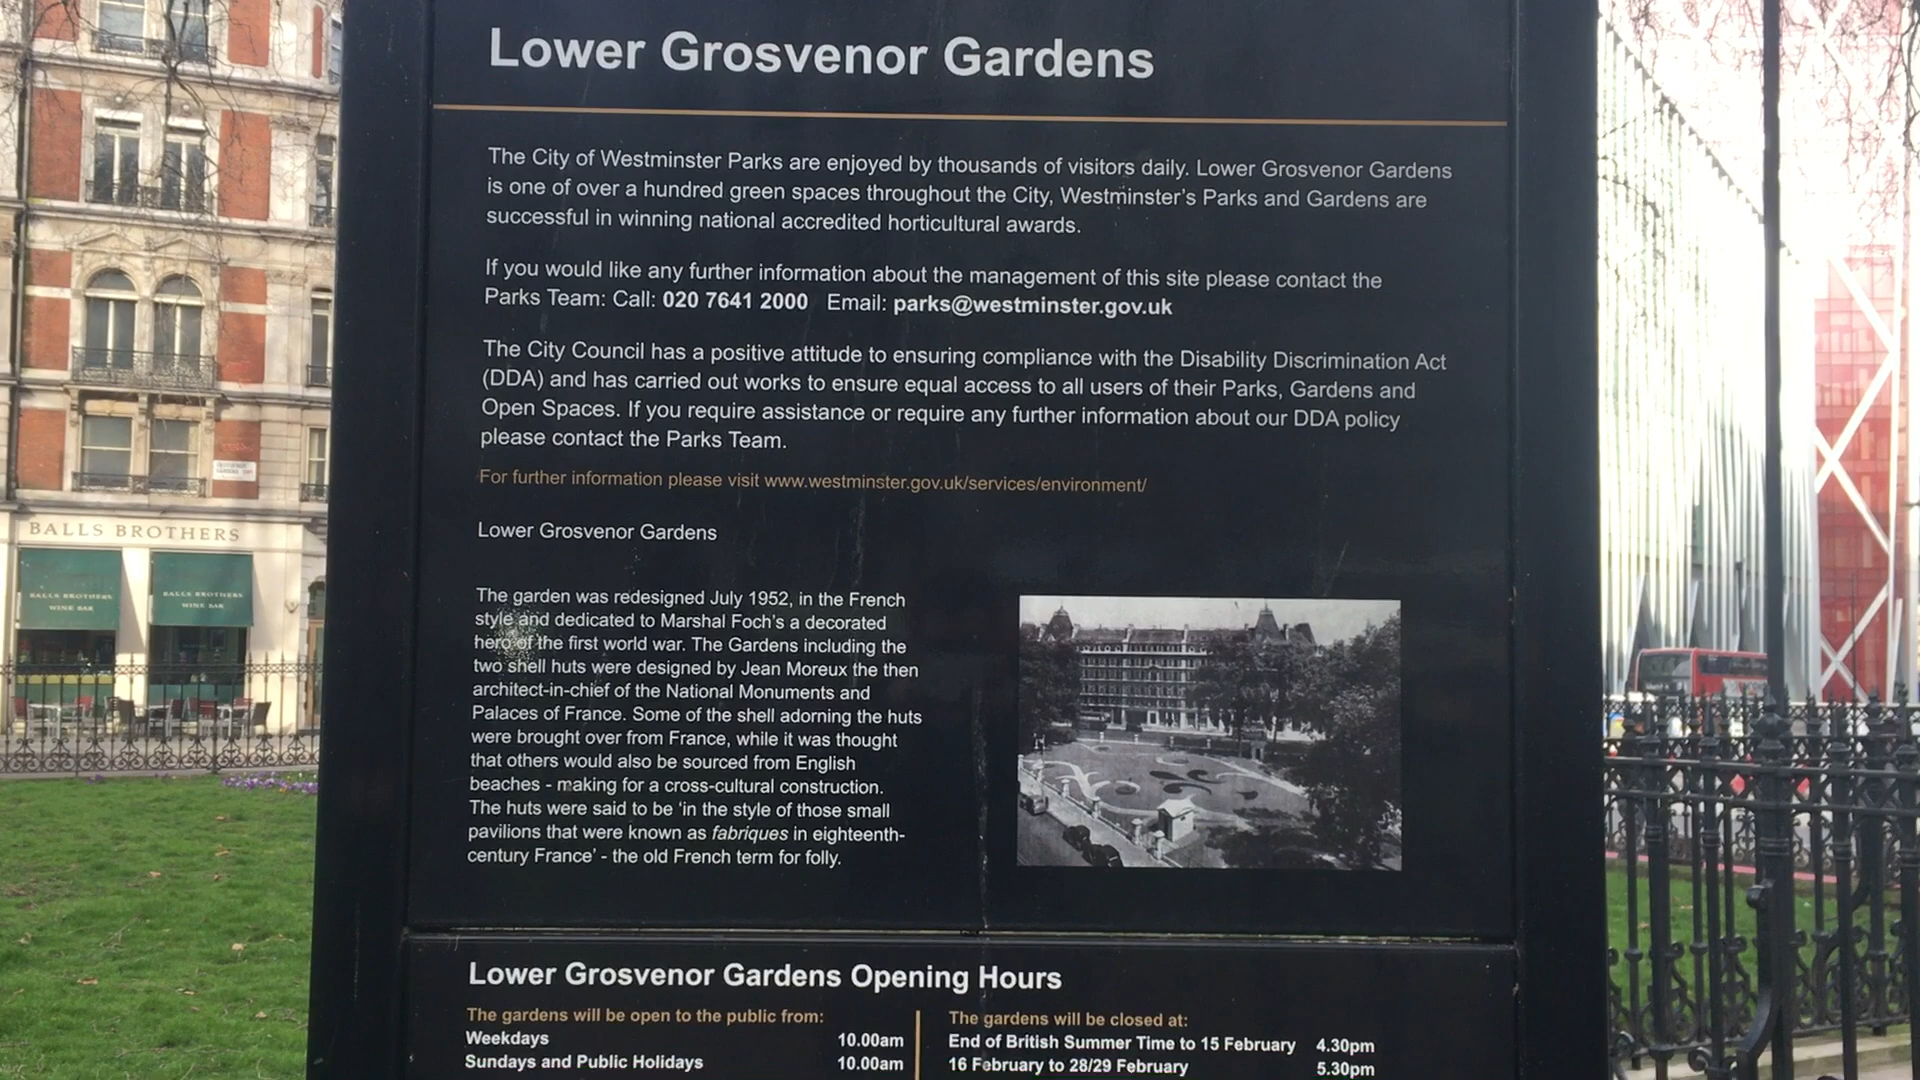 Lower Grosvenor Gardens
The City of Westminster Parks are enjoyed by thousands of visitors daily. Lower Grosvenor Gardens
is one of over a hundred green spaces throughout the City, Westminster's Parks and Gardens are
successful in winning national accredited horticultural awards.
If you would like any further information about the management of this site please contact the
Parks Team: Call: 020 7641 2000 Email: parks@westminster.gov.uk
The City Council has a positive attitude to ensuring compliance with the Disability Discrimination Act
(DDA) and has carried out works to ensure equal access to all users of their Parks, Gardens and
Open Spaces. If you require assistance or require any further information about our DDA policy
please contact the Parks Team.
For further information please visit www.westminster.gov.uk/services/environment/
Lower Grosvenor Gardens
The garden was redesigned July 1952, in the French
style and dedicated to Marshal Foch's a decorated
hero of the first world war. The Gardens including the
two shell huts were designed by Jean Moreux the then
architect-in-chief of the National Monuments and
Palaces of France. Some of the shell adorning the huts
were brought over from France, while it was thought
that others would also be sourced from English
beaches - making for a cross-cultural construction.
The huts were said to be 'in the style of those small
pavilions that were known as fabriques in eighteenth-
century France' - the old French term for folly.
Lower Grosvenor Gardens Opening Hours
The gardens will be open to the public from:
Weekdays 10.00am
Sundays and Public Holidays 10.00am
The gardens will be closed at:
End of British Summer Time to 15 February 4.30pm
16 February to 28/29 February 5.30pm
BALLS BROTHERS
BALLS BROTHERS
WINE BAR
BALLS BROTHERS
WINE BAR